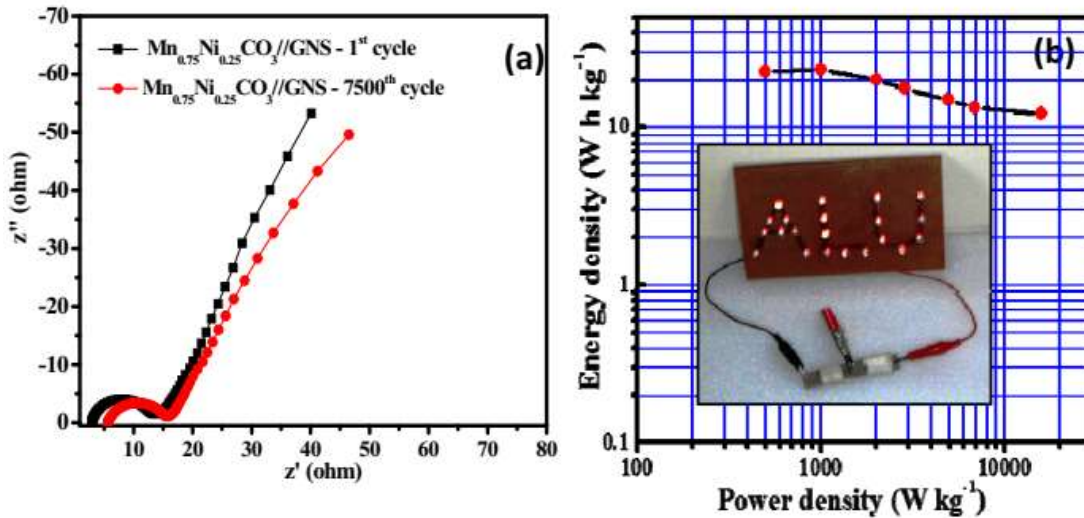 -70
-60
-50
-40
-30
-20
-10
0
z'' (ohm)
Mn0.75Ni0.25CO3//GNS - 1st cycle
Mn0.75Ni0.25CO3//GNS - 7500th cycle
(a)
10 20 30 40 50 60 70 80
z' (ohm)
(b)
Energy density (W h kg-1)
10
1
0.1
ALU
100 1000 10000
Power density (W kg-1)